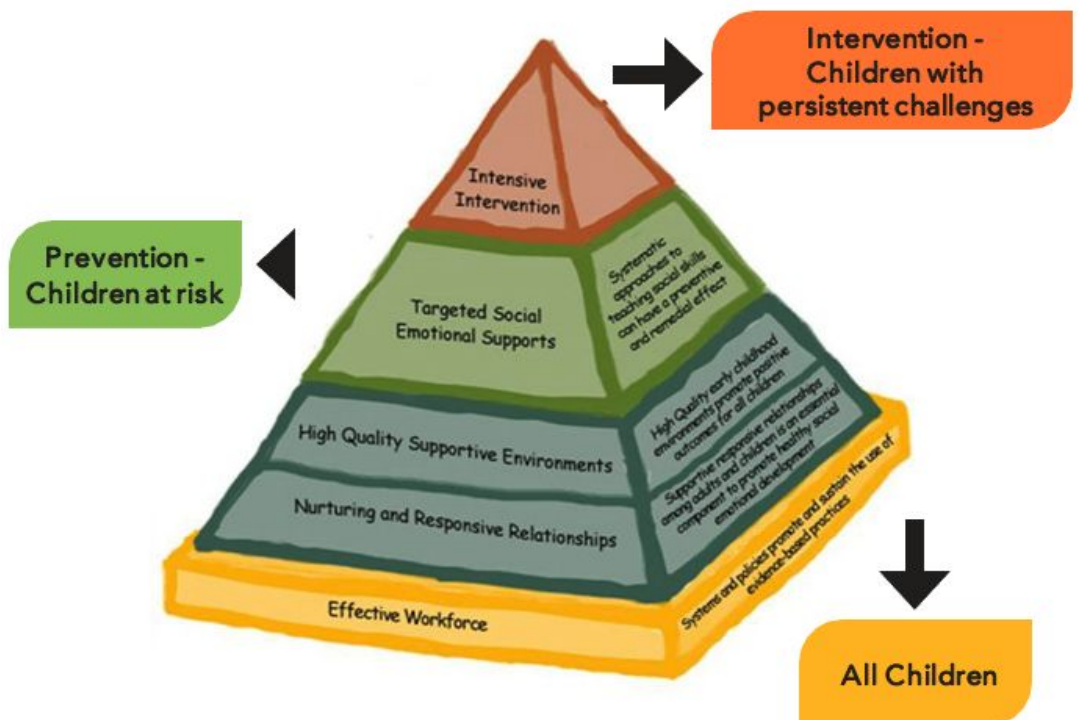 Intervention -
Children with
persistent challenges
Intensive
Intervention
Prevention -
Children at risk
Targeted Social
Emotional Supports
Systematic
approaches to
teaching social skills
can have a preventive
and remedial effect
High Quality Supportive Environments
High Quality early childhood
environments promote positive
outcomes for all children
Nurturing and Responsive Relationships
Supportive responsive relationships
among adults and children is an essential
component to promote healthy social
emotional development
Effective Workforce
Systems and policies promote and sustain the use of
evidence-based practices
All Children